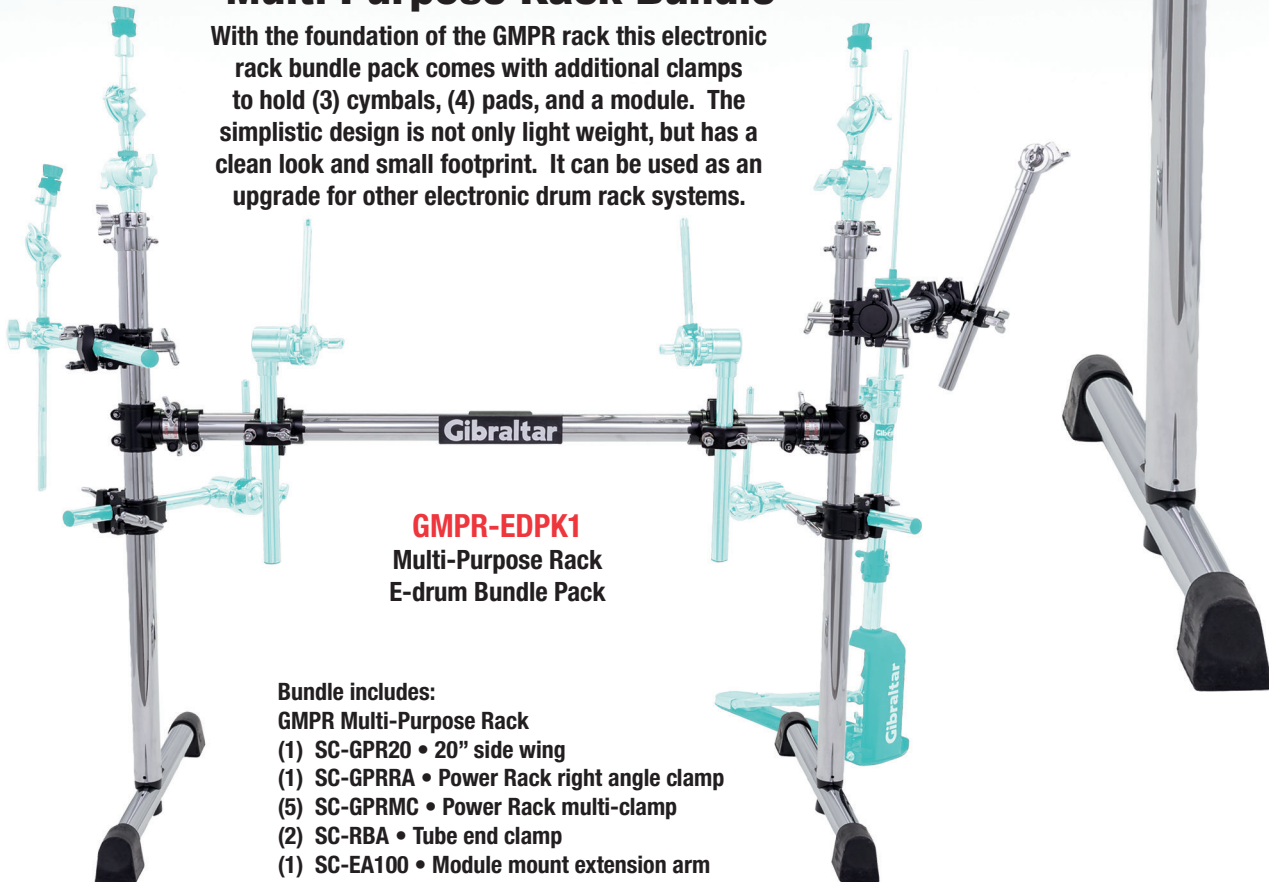 Multi-Purpose Rack Bundle
With the foundation of the GMPR rack this electronic
rack bundle pack comes with additional clamps
to hold (3) cymbals, (4) pads, and a module. The
simplistic design is not only light weight, but has a
clean look and small footprint. It can be used as an
upgrade for other electronic drum rack systems.
Gibraltar
Gibraltar
GMPR-EDPK1
Multi-Purpose Rack
E-drum Bundle Pack
Gibraltar
Bundle includes:
GMPR Multi-Purpose Rack
(1) SC-GPR20 • 20” side wing
(1) SC-GPRRA • Power Rack right angle clamp
(5) SC-GPRMC • Power Rack multi-clamp
(2) SC-RBA • Tube end clamp
(1) SC-EA100 • Module mount extension arm